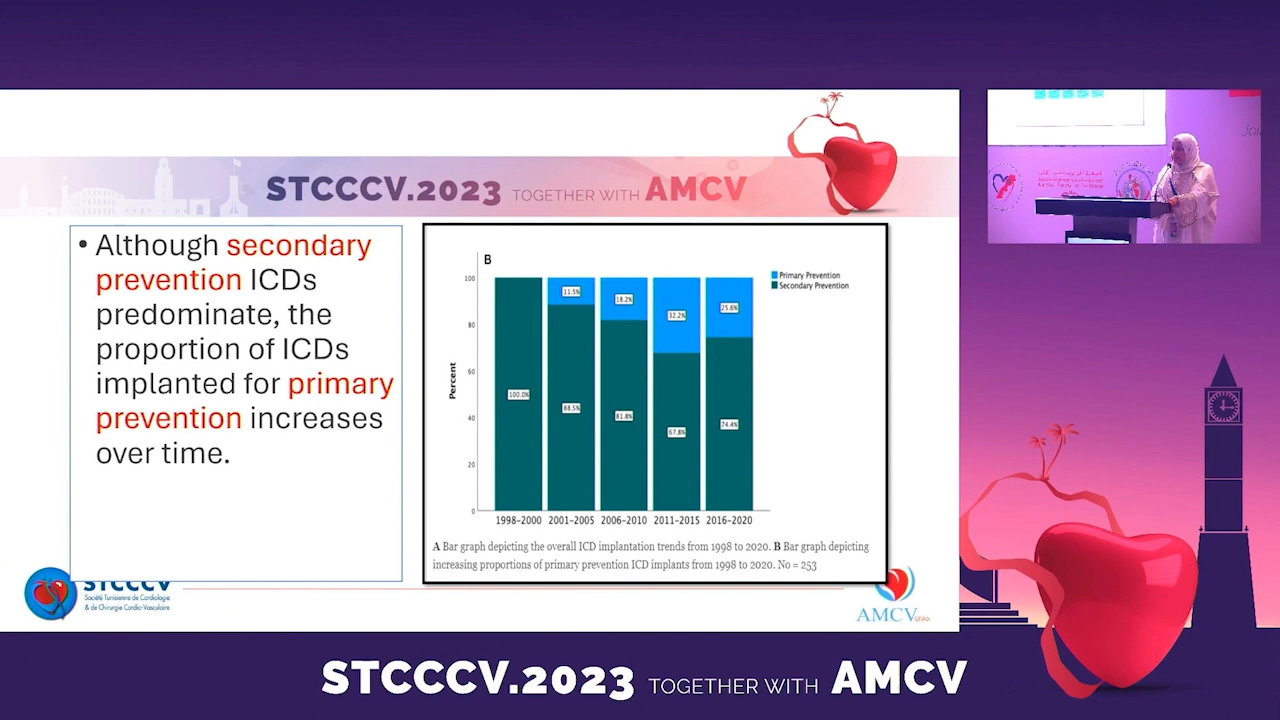 STCCCV.2023 TOGETHER WITH AMCV
• Although secondary
prevention ICDs
predominate, the
proportion of ICDs
implanted for primary
prevention increases
over time.
B
Primary Prevention
Secondary Prevention
Percent
100
80
60
40
20
0
11.5%
18.2%
32.2%
25.6%
100.0%
88.5%
81.8%
67.8%
74.4%
1998-2000 2001-2005 2006-2010 2011-2015 2016-2020
A Bar graph depicting the overall ICD implantation trends from 1998 to 2020. B Bar graph depicting
increasing proportions of primary prevention ICD implants from 1998 to 2020. No = 253
STCCCV
Société Tunisienne de Cardiologie
& de Chirurgie Cardio-Vasculaire
AMCV
STCCCV.2023 TOGETHER WITH AMCV